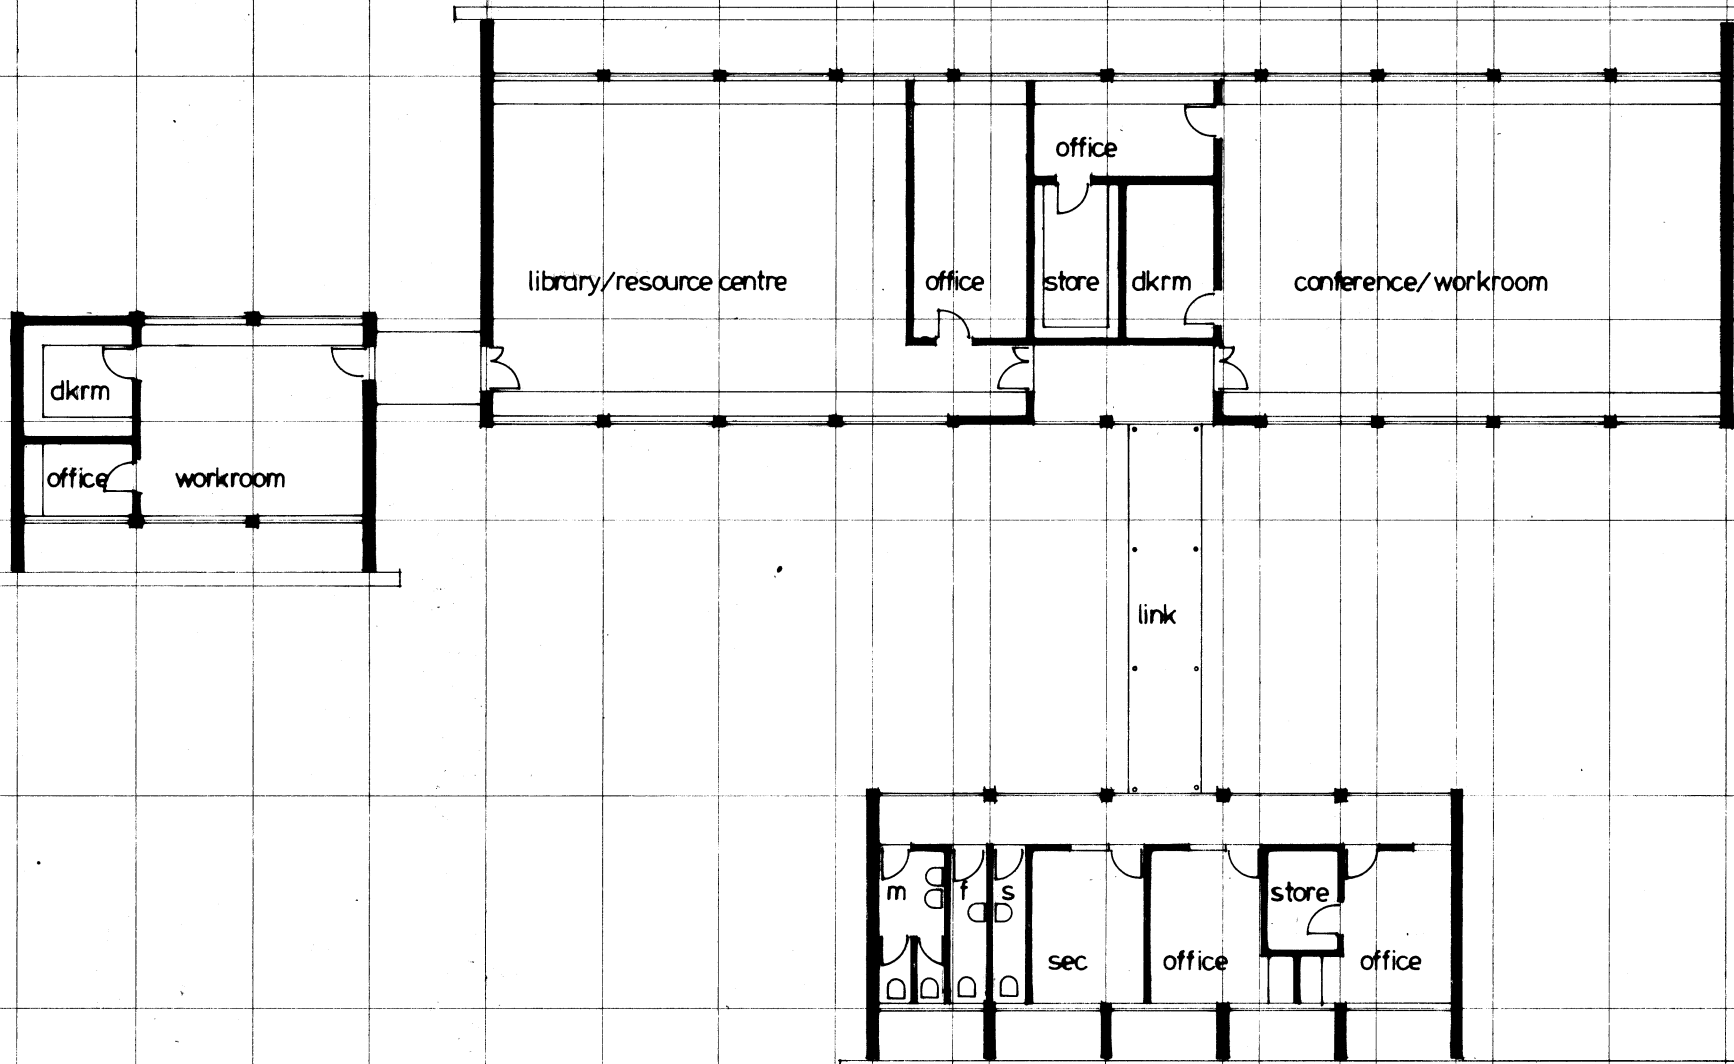 office
library/resource centre
office
store
dkrm
conference/workroom
dkrm
office
workroom
link
m
f
s
store
sec
office
office